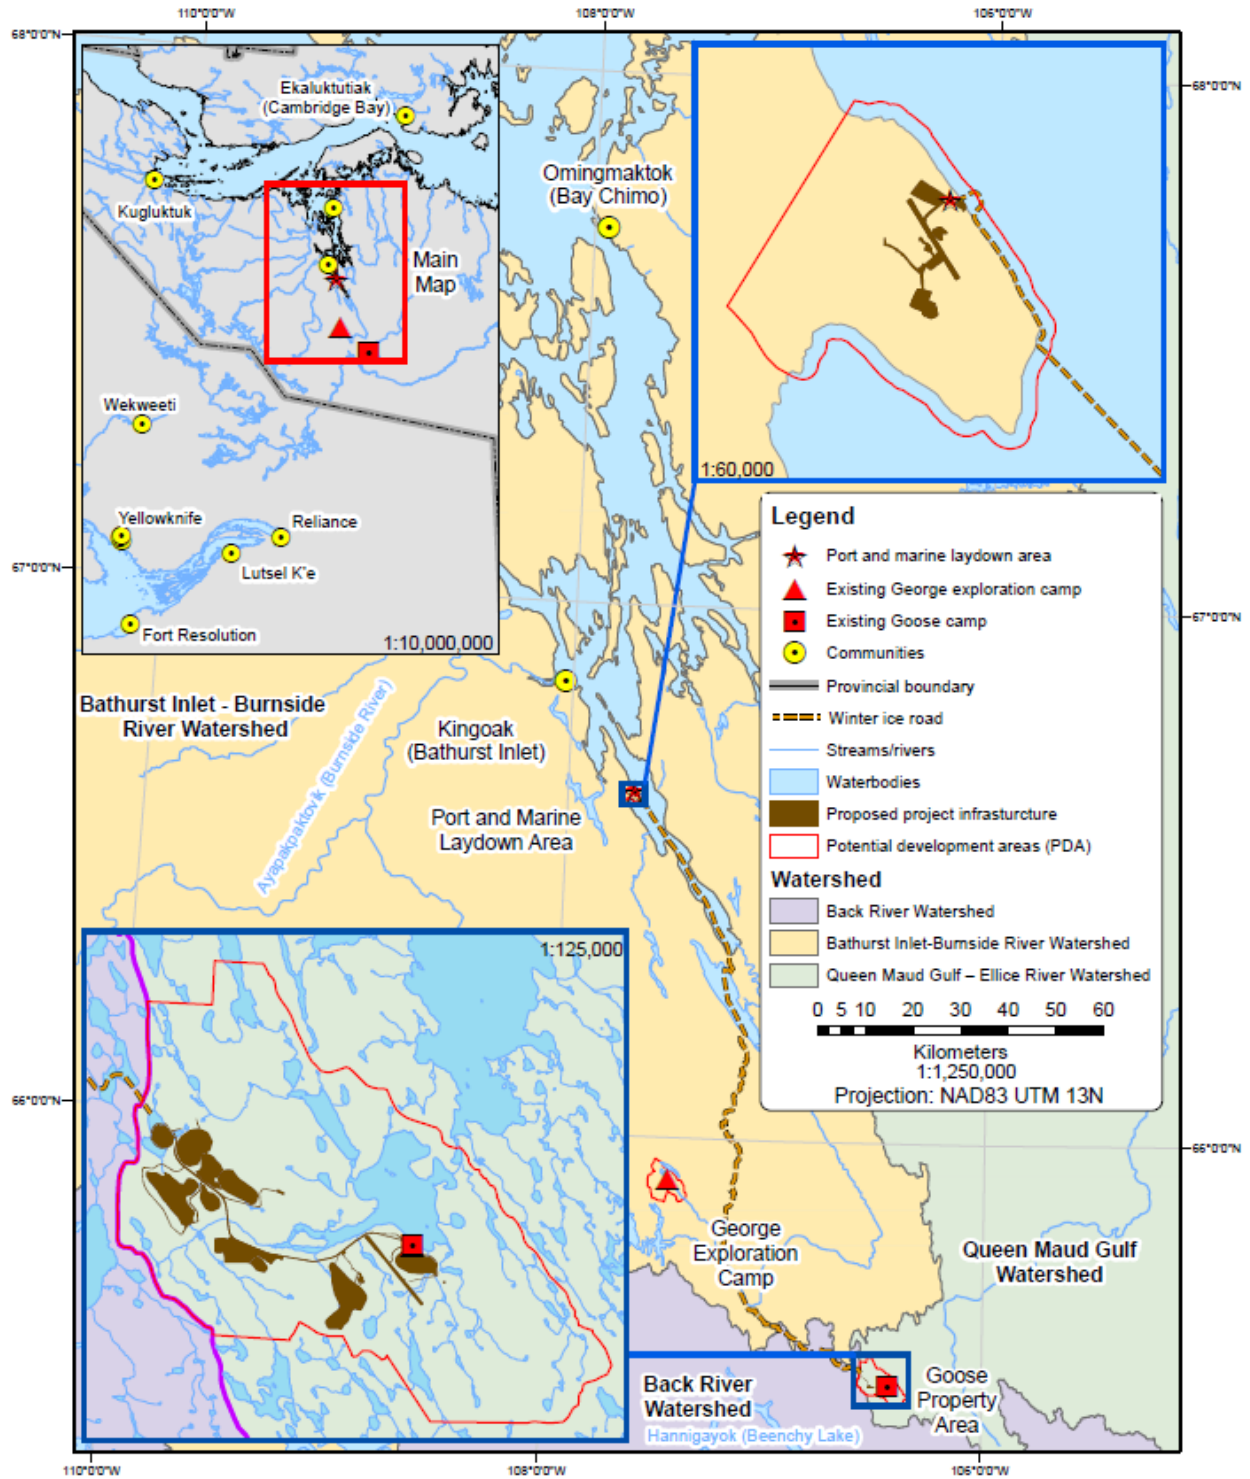 110°0'0"W
108°0'0"W
106°0'0"W
68°0'0"N
68°0'0"N
Ekaluktutiak
(Cambridge Bay)
Kugluktuk
Main
Map
Wekweeti
Yellowknife
Reliance
Lutsel K'e
Fort Resolution
1:10,000,000
Omingmaktok
(Bay Chimo)
1:60,000
67°0'0"N
67°0'0"N
Bathurst Inlet - Burnside
River Watershed
Ayapakpaktovik (Burnside River)
Kingoak
(Bathurst Inlet)
Port and Marine
Laydown Area
Legend
Port and marine laydown area
Existing George exploration camp
Existing Goose camp
Communities
Provincial boundary
Winter ice road
Streams/rivers
Waterbodies
Proposed project infrasturcture
Potential development areas (PDA)
Watershed
Back River Watershed
Bathurst Inlet-Burnside River Watershed
Queen Maud Gulf – Ellice River Watershed
0 5 10 20 30 40 50 60
Kilometers
1:1,250,000
Projection: NAD83 UTM 13N
1:125,000
66°0'0"N
66°0'0"N
George
Exploration
Camp
Queen Maud Gulf
Watershed
Back River
Watershed
Hannigayok (Beenchy Lake)
Goose
Property
Area
110°0'0"W
108°0'0"W
106°0'0"W